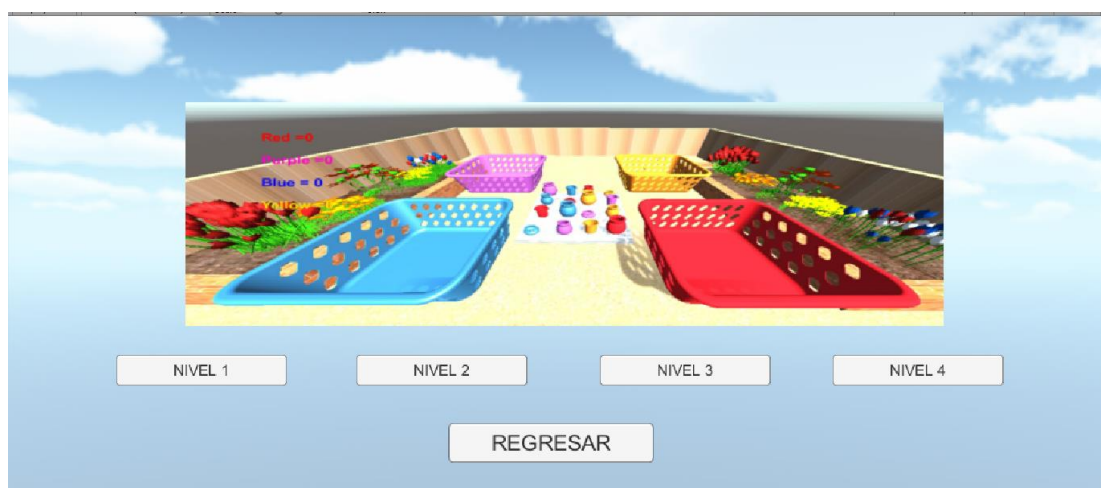 Red =0
Purple =0
Blue = 0
NIVEL 1
NIVEL 2
NIVEL 3
NIVEL 4
REGRESAR